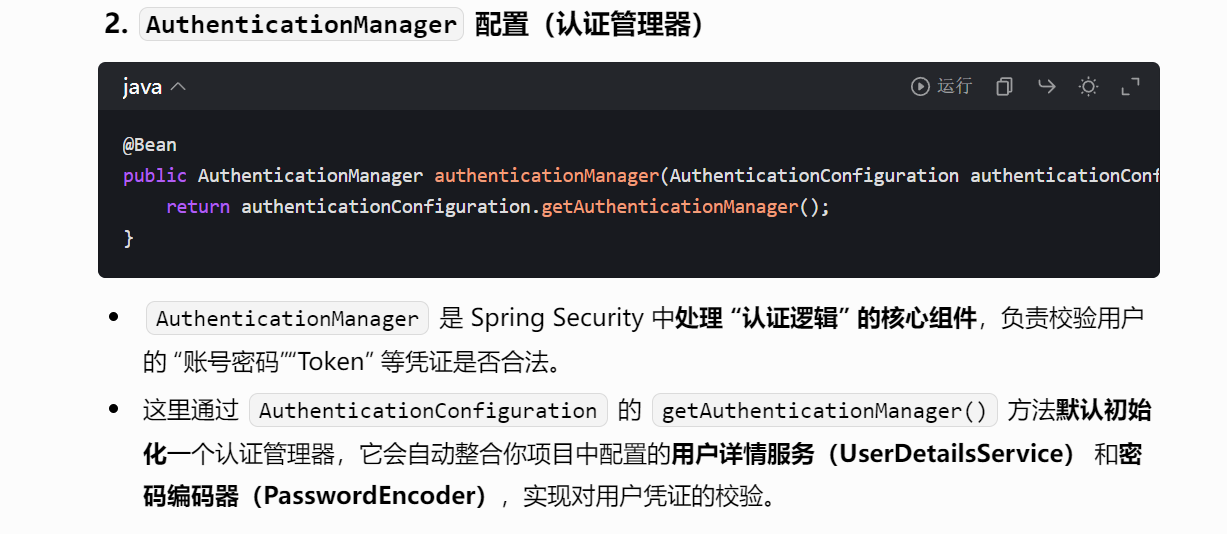 2. AuthenticationManager 配置（认证管理器）
java
运行
@Bean
public AuthenticationManager authenticationManager(AuthenticationConfiguration authenticationConf
return authenticationConfiguration.getAuthenticationManager();
}
AuthenticationManager 是 Spring Security 中处理 “认证逻辑” 的核心组件，负责校验用户
的 “账号密码”“Token” 等凭证是否合法。
这里通过 AuthenticationConfiguration 的 getAuthenticationManager() 方法默认初始
化一个认证管理器，它会自动整合你项目中配置的用户详情服务（UserDetailsService） 和密
码编码器（PasswordEncoder），实现对用户凭证的校验。